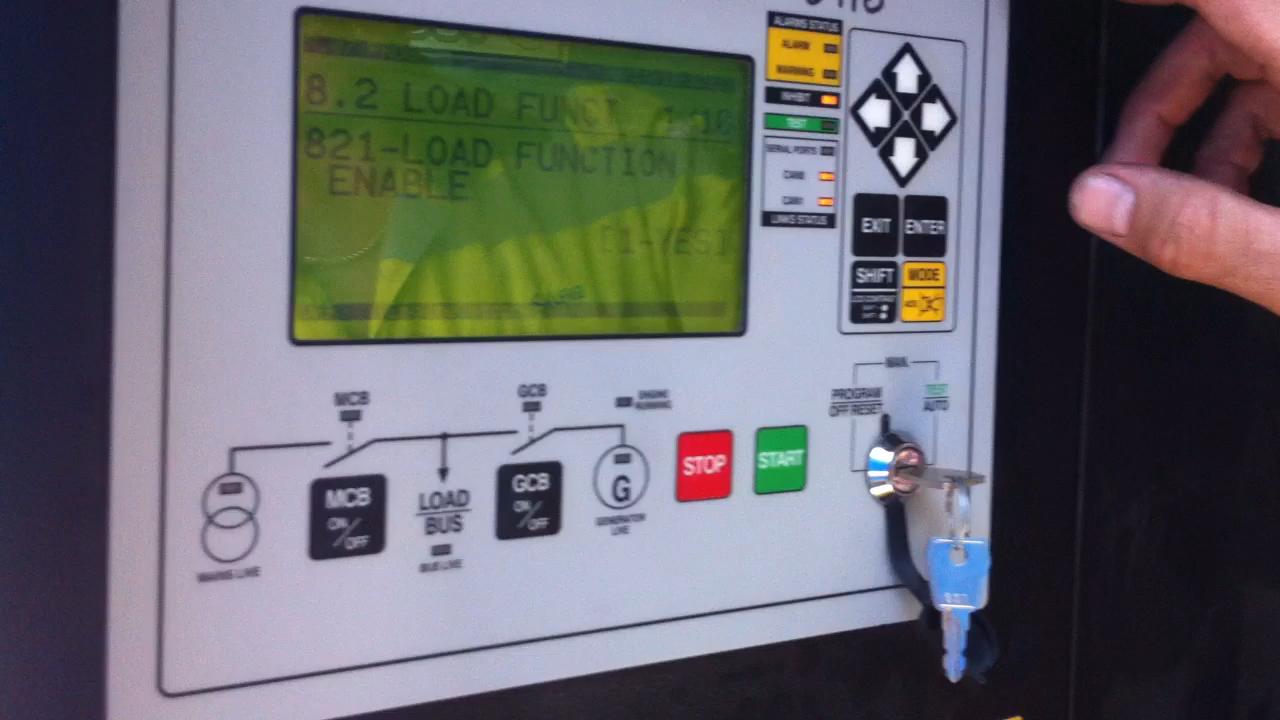 8.2 LOAD FUNCT
821-LOAD FUNCTION
ENABLE
[1-YES]
ALARMS STATUS
ALARM
WARNING
INHIBIT
TEST
SERIAL PORTS
CAN0
CAN1
LINKS STATUS
EXIT
ENTER
SHIFT
MODE
MAN.
PROGRAM
OFF RESET
TEST
AUTO
MCB
GCB
ENGINE
RUNNING
MCB
ON
OFF
LOAD
BUS
GCB
ON
OFF
G
STOP
START
MAINS LIVE
BUS LIVE
GENERATOR
LIVE